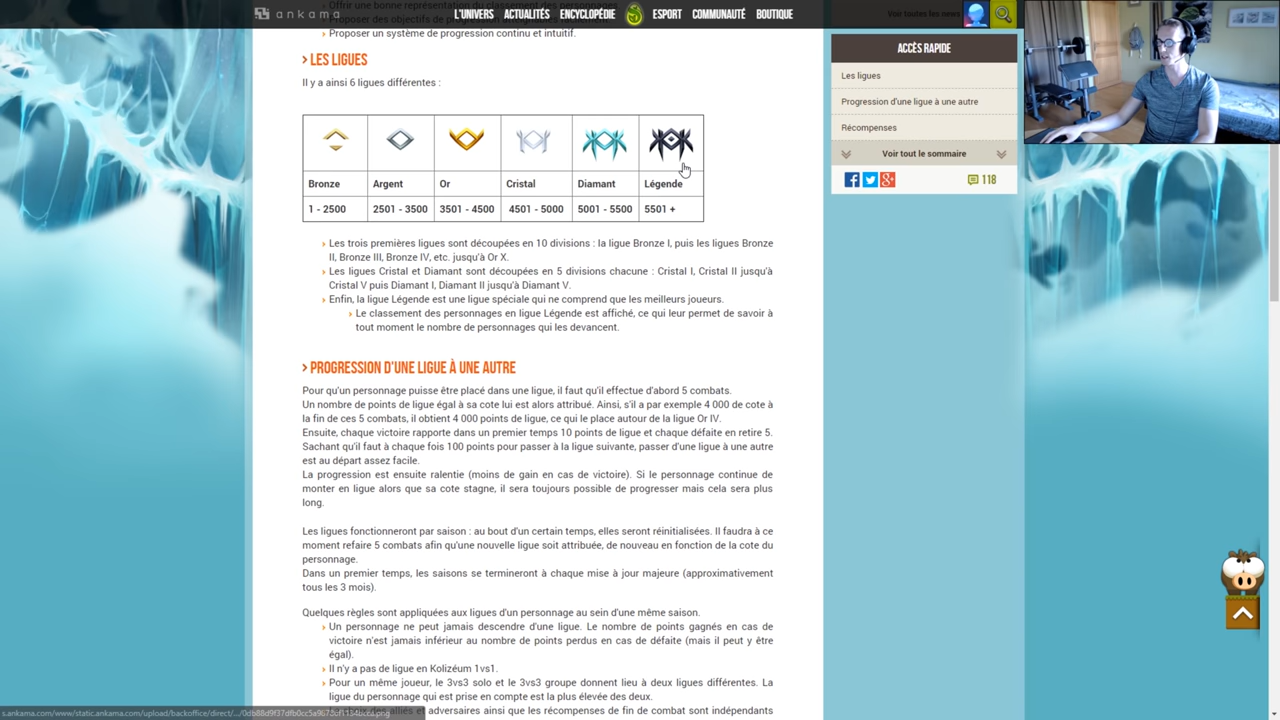 Offrir une bonne représentation du classement des personnages.
ankama
L'UNIVERS ACTUALITÉS ENCYCLOPÉDIE ESPORT COMMUNAUTÉ BOUTIQUE
Voir toutes les news
Proposer des objectifs de progression
Proposer un système de progression continu et intuitif.
LES LIGUES
Il y a ainsi 6 ligues différentes :
Bronze Argent Or Cristal Diamant Légende
1 - 2500 2501 - 3500 3501 - 4500 4501 - 5000 5001 - 5500 5501 +
Les trois premières ligues sont découpées en 10 divisions : la ligue Bronze I, puis les ligues Bronze
II, Bronze III, Bronze IV, etc. jusqu'à Or X.
Les ligues Cristal et Diamant sont découpées en 5 divisions chacune : Cristal I, Cristal II jusqu'à
Cristal V puis Diamant I, Diamant II jusqu'à Diamant V.
Enfin, la ligue Légende est une ligue spéciale qui ne comprend que les meilleurs joueurs.
Le classement des personnages en ligue Légende est affiché, ce qui leur permet de savoir à
tout moment le nombre de personnages qui les devancent.
PROGRESSION D'UNE LIGUE À UNE AUTRE
Pour qu'un personnage puisse être placé dans une ligue, il faut qu'il effectue d'abord 5 combats.
Un nombre de points de ligue égal à sa cote lui est alors attribué. Ainsi, s'il a par exemple 4 000 de cote à
la fin de ces 5 combats, il obtient 4 000 points de ligue, ce qui le place autour de la ligue Or IV.
Ensuite, chaque victoire rapporte dans un premier temps 10 points de ligue et chaque défaite en retire 5.
Sachant qu'il faut à chaque fois 100 points pour passer à la ligue suivante, passer d'une ligue à une autre
est au départ assez facile.
La progression est ensuite ralentie (moins de gain en cas de victoire). Si le personnage continue de
monter en ligue alors que sa cote stagne, il sera toujours possible de progresser mais cela sera plus
long.
Les ligues fonctionneront par saison : au bout d'un certain temps, elles seront réinitialisées. Il faudra à ce
moment refaire 5 combats afin qu'une nouvelle ligue soit attribuée, de nouveau en fonction de la cote du
personnage.
Dans un premier temps, les saisons se termineront à chaque mise à jour majeure (approximativement
tous les 3 mois).
Quelques règles sont appliquées aux ligues d'un personnage au sein d'une même saison.
Un personnage ne peut jamais descendre d'une ligue. Le nombre de points gagnés en cas de
victoire n'est jamais inférieur au nombre de points perdus en cas de défaite (mais il peut y être
égal).
Il n'y a pas de ligue en Kolizéum 1vs1.
Pour un même joueur, le 3vs3 solo et le 3vs3 groupe donnent lieu à deux ligues différentes. La
ligue du personnage qui est prise en compte est la plus élevée des deux.
adversaires ainsi que les récompenses de fin de combat sont indépendants
ACCÈS RAPIDE
Les ligues
Progression d'une ligue à une autre
Récompenses
Voir tout le sommaire
118